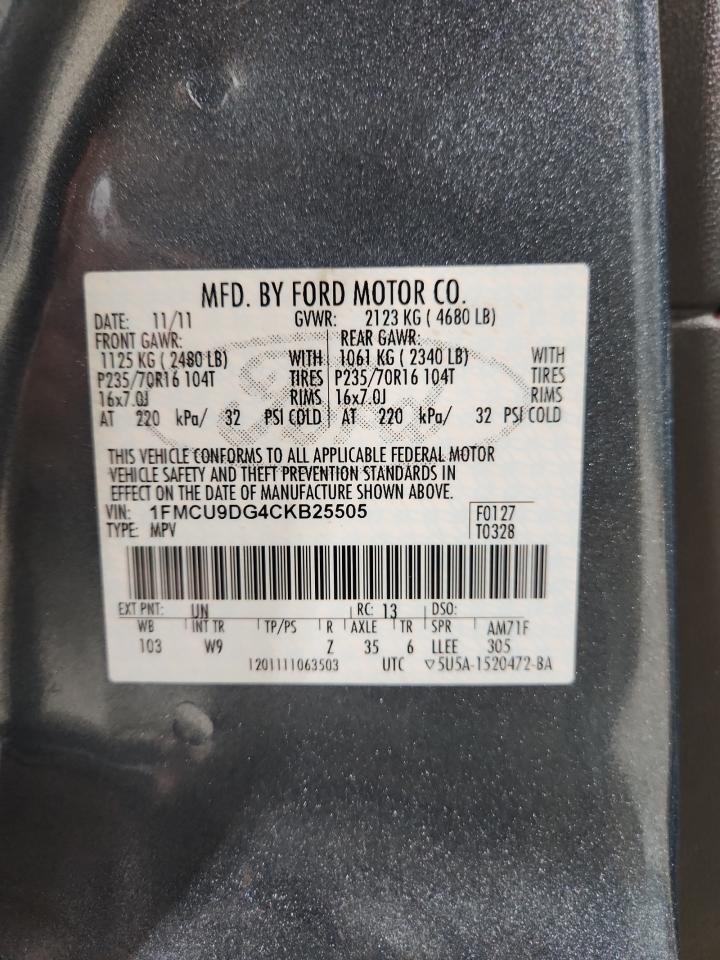 MFD. BY FORD MOTOR CO.
DATE: 11/11 GVWR: 2123 KG ( 4680 LB)
FRONT GAWR: REAR GAWR:
1125 KG (2480 LB) WITH 1061 KG ( 2340 LB) WITH
P235/70R16 104T TIRES P235/70R16 104T TIRES
16x7.0J RIMS 16x7.0J RIMS
AT 220 kPa/ 32 PSI COLD AT 220 kPa/ 32 PSI COLD
THIS VEHICLE CONFORMS TO ALL APPLICABLE FEDERAL MOTOR
VEHICLE SAFETY AND THEFT PREVENTION STANDARDS IN
EFFECT ON THE DATE OF MANUFACTURE SHOWN ABOVE.
VIN: 1FMCU9DG4CKB25505 F0127
TYPE: MPV T0328
EXT PNT: UN RC: 13 DSO:
WB INT TR TP/PS R AXLE TR SPR AM71F
103 W9 Z 35 6 LLEE 305
1201111063503 UTC ▽5U5A-1520472-BA